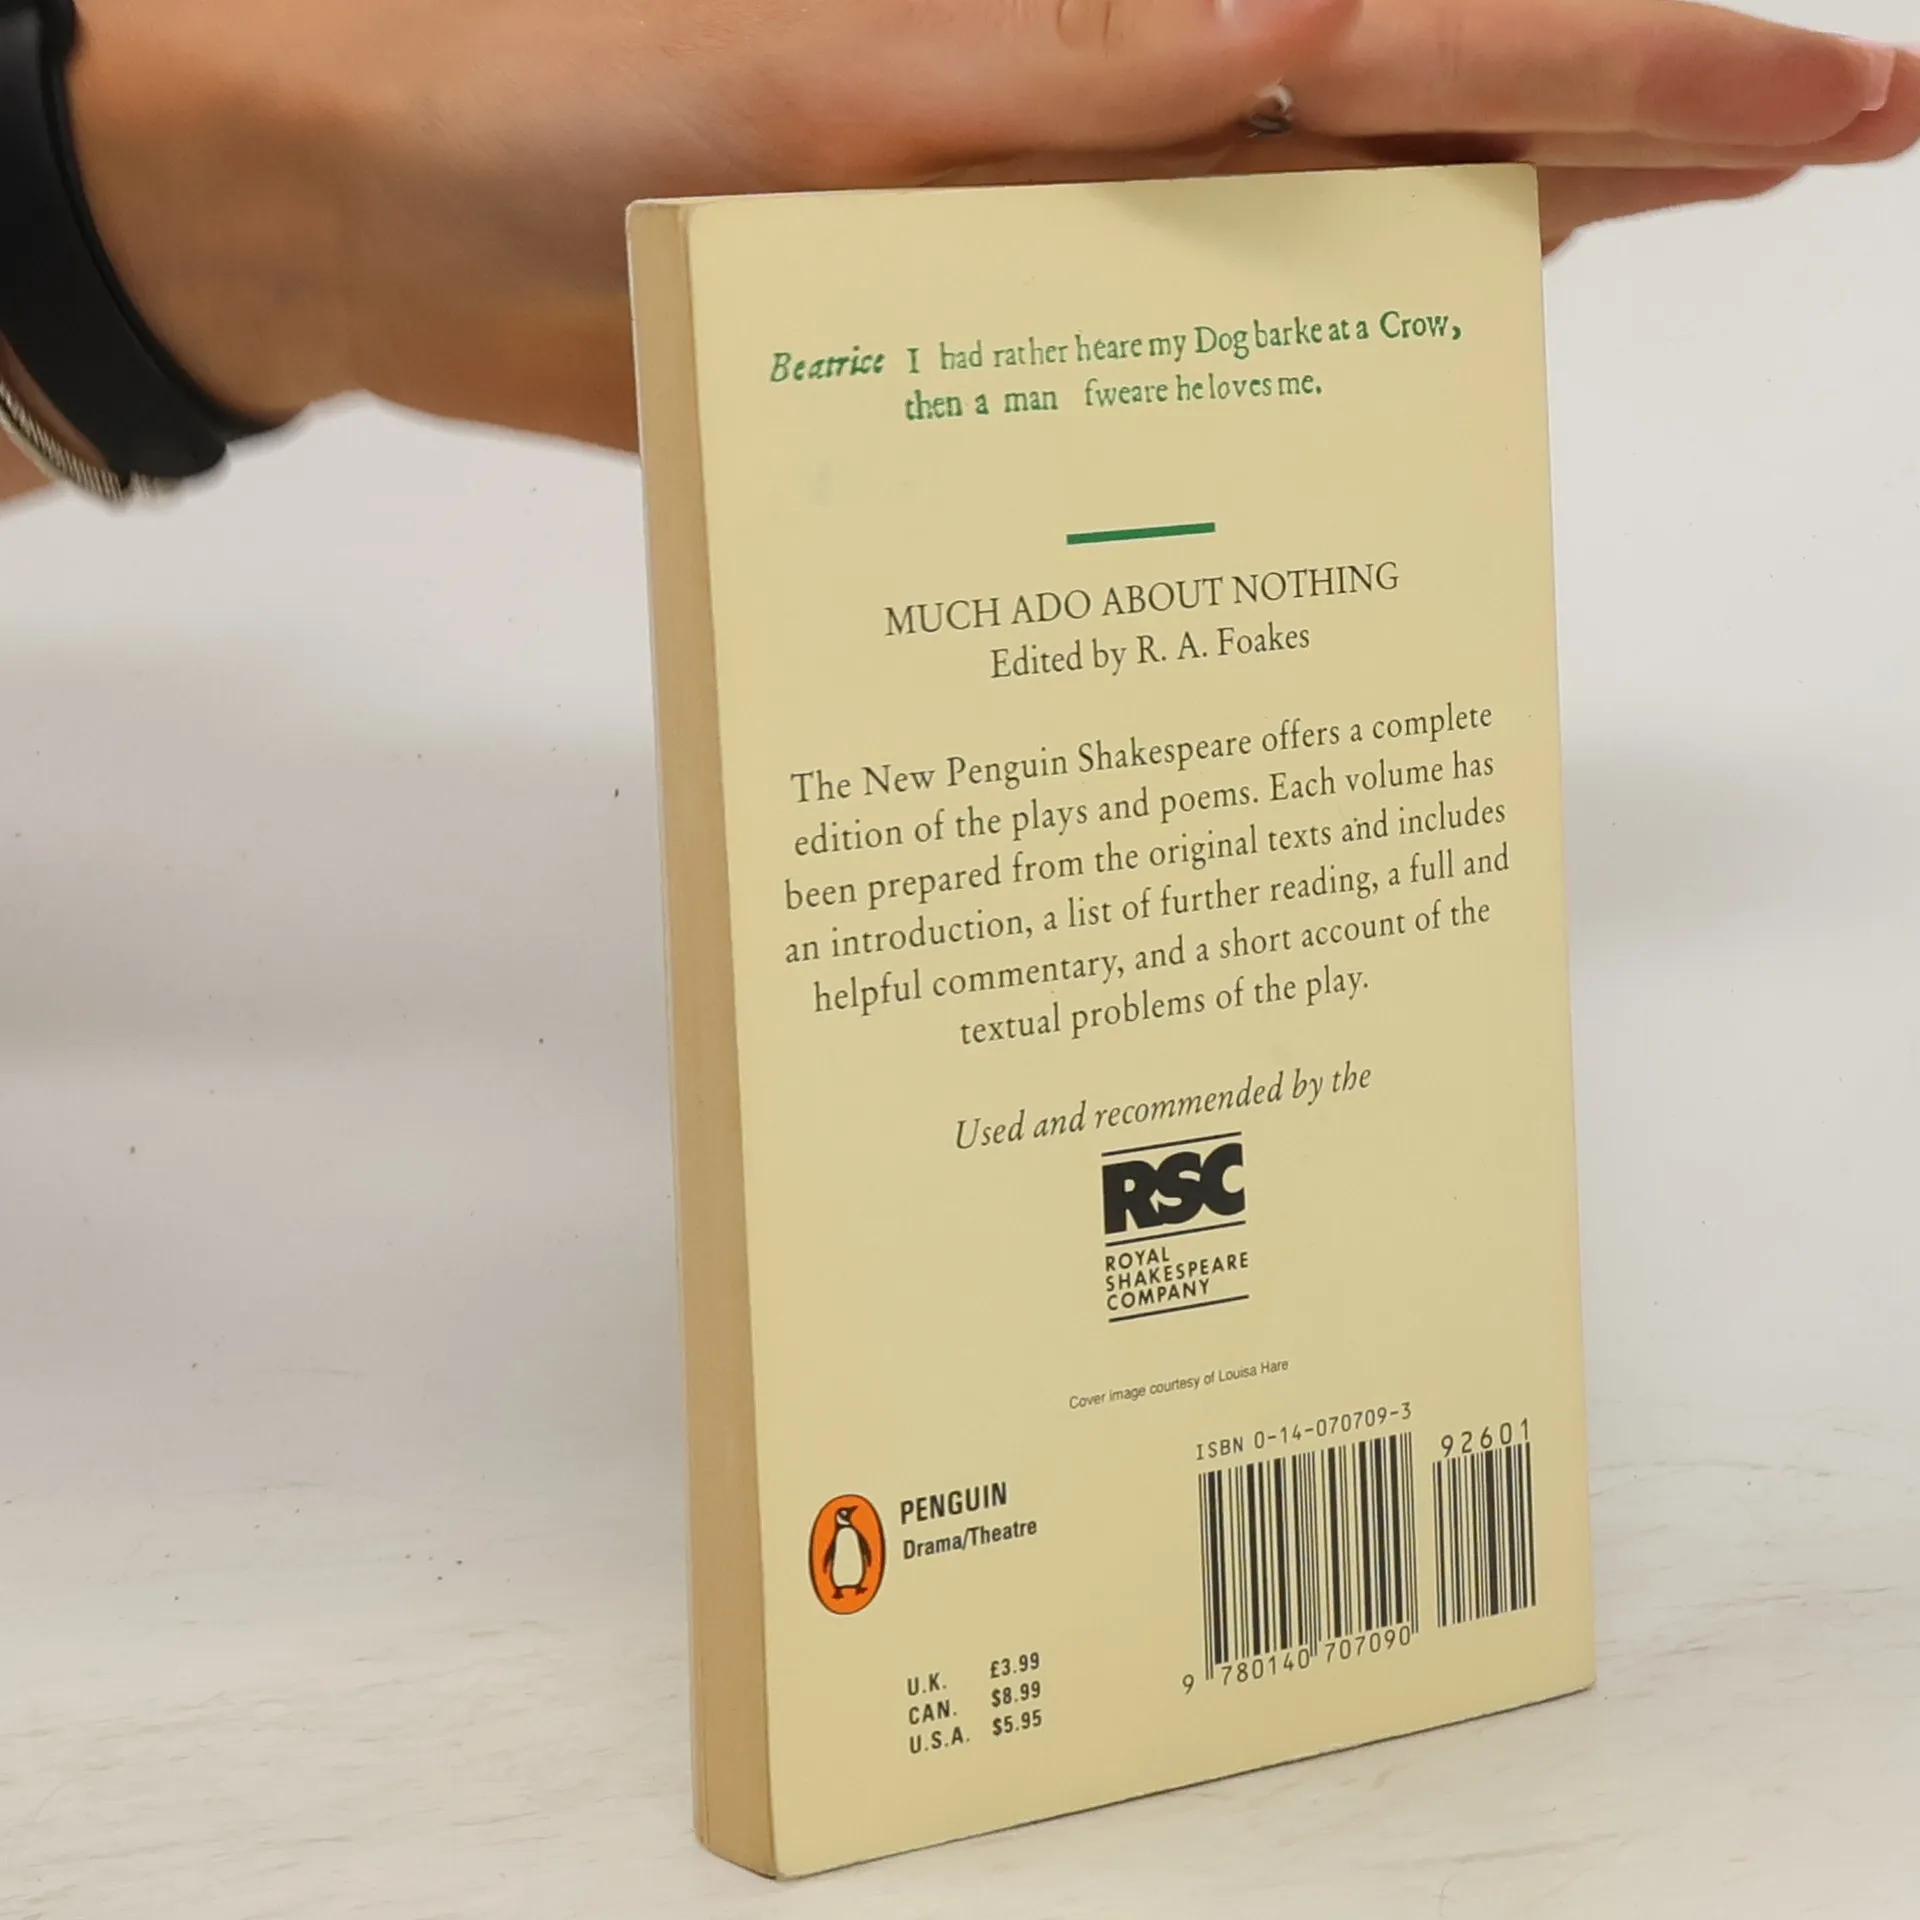 Beatrice I had rather heare my Dog barke at a Crow,
then a man ſweare he loves me.
MUCH ADO ABOUT NOTHING
Edited by R. A. Foakes
The New Penguin Shakespeare offers a complete
edition of the plays and poems. Each volume has
been prepared from the original texts and includes
an introduction, a list of further reading, a full and
helpful commentary, and a short account of the
textual problems of the play.
Used and recommended by the
RSC
ROYAL
SHAKESPEARE
COMPANY
Cover image courtesy of Louisa Hare
PENGUIN
Drama/Theatre
U.K. £3.99
CAN. $8.99
U.S.A. $5.95
ISBN 0-14-070709-3
92601
9 780140 707090